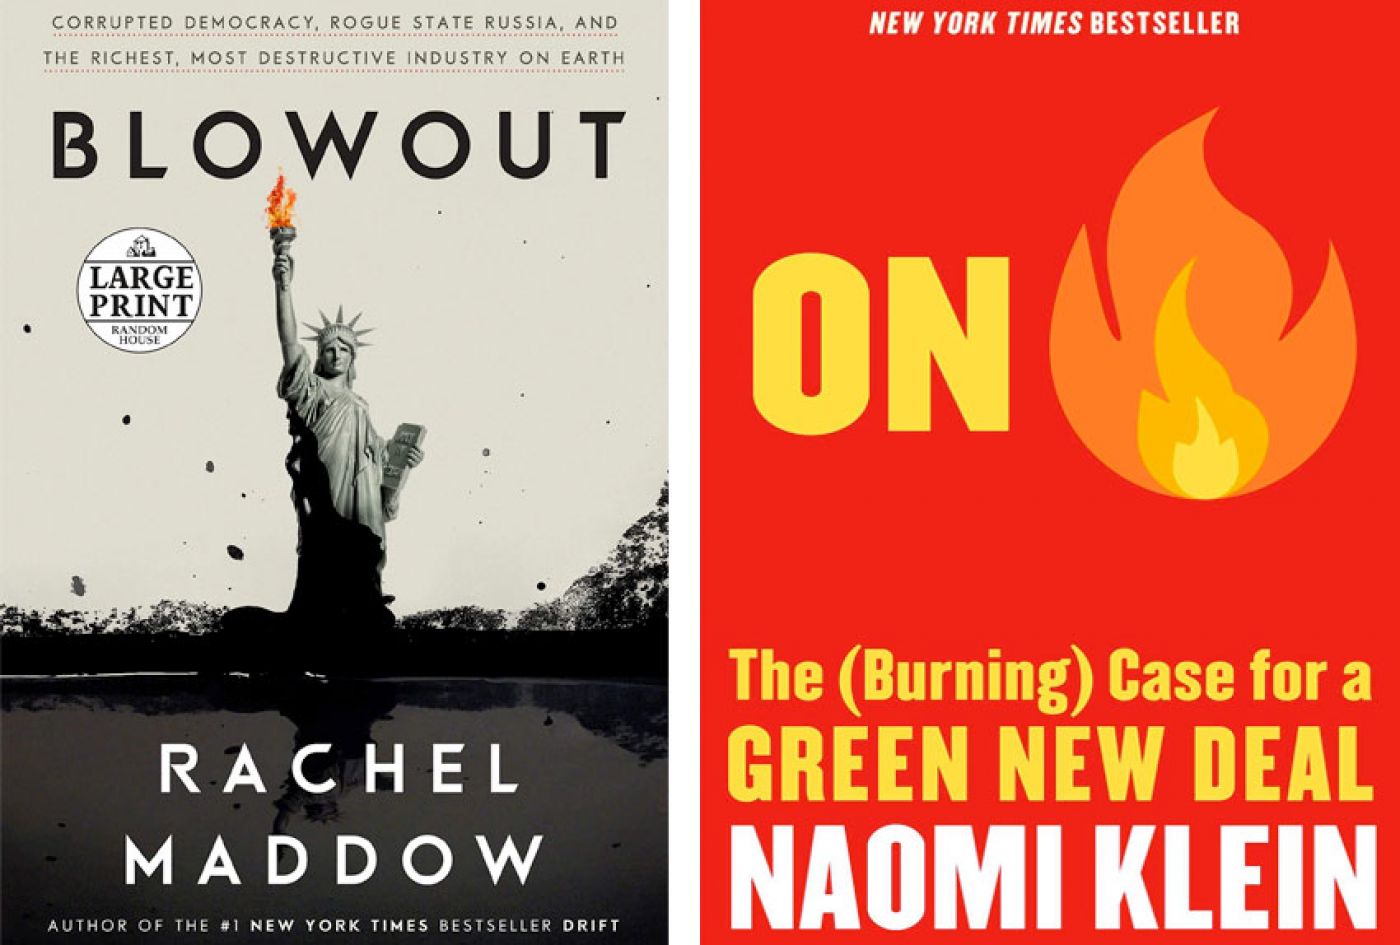 CORRUPTED DEMOCRACY, ROGUE STATE RUSSIA, AND
THE RICHEST, MOST DESTRUCTIVE INDUSTRY ON EARTH
BLOWOUT
LARGE
PRINT
RANDOM
HOUSE
RACHEL
MADDOW
AUTHOR OF THE #1 NEW YORK TIMES BESTSELLER DRIFT
NEW YORK TIMES BESTSELLER
ON
The (Burning) Case for a
GREEN NEW DEAL
NAOMI KLEIN